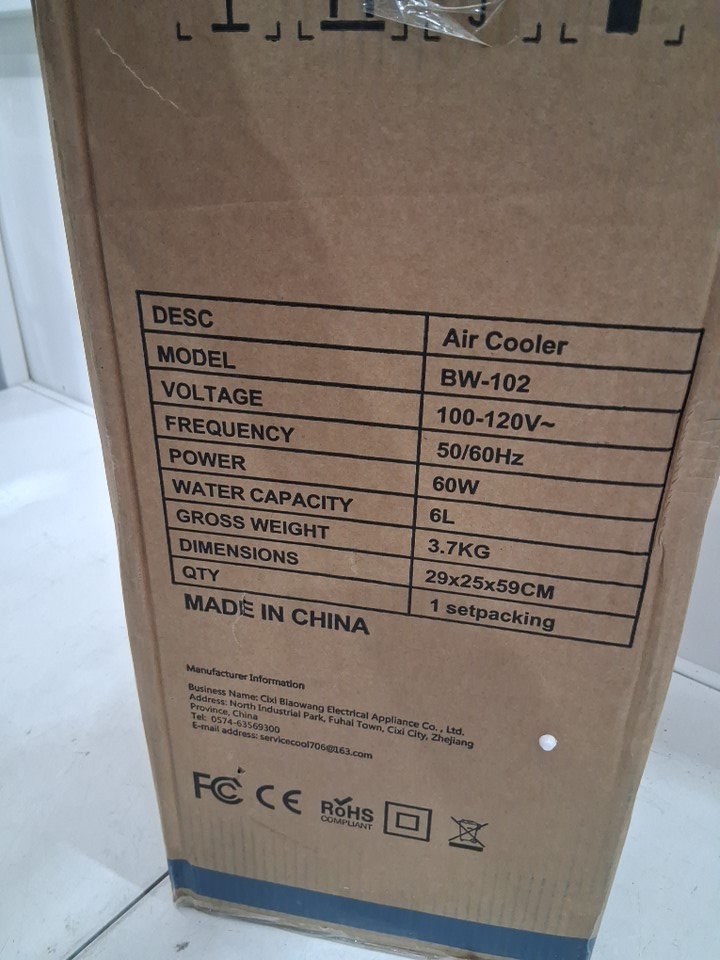 DESC Air Cooler
MODEL BW-102
VOLTAGE 100-120V~
FREQUENCY 50/60Hz
POWER 60W
WATER CAPACITY 6L
GROSS WEIGHT 3.7KG
DIMENSIONS 29x25x59CM
QTY 1 setpacking
MADE IN CHINA
Manufacturer Information
Business Name: Cixi Biaowang Electrical Appliance Co., Ltd.
Address: North Industrial Park, Fuhai Town, Cixi City, Zhejiang
Province, China
Tel: 0574-63569300
E-mail address: servicecool706@163.com
FC CE RoHS
COMPLIANT